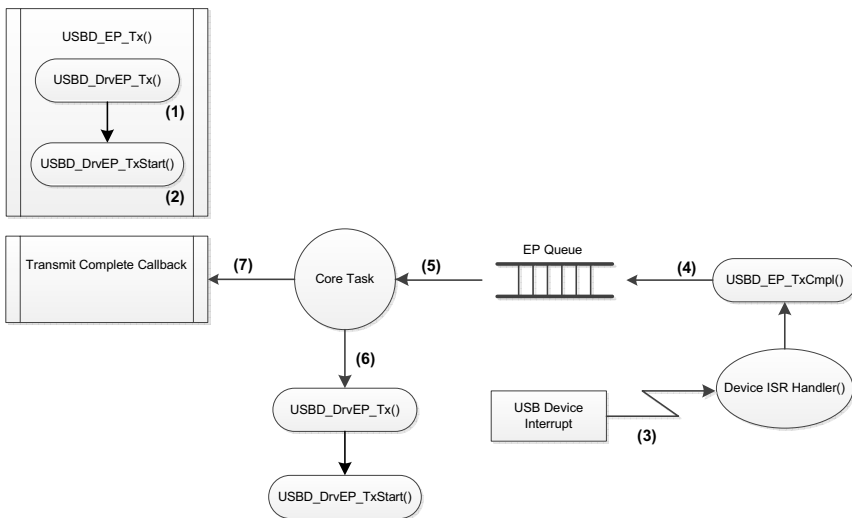 USBD_EP_Tx()
USBD_DrvEP_Tx()
(1)
USBD_DrvEP_TxStart()
(2)
Transmit Complete Callback
(7)
Core Task
(5)
EP Queue
(4)
USBD_EP_TxCmpl()
(6)
USBD_DrvEP_Tx()
USBD_DrvEP_TxStart()
USB Device
Interrupt
(3)
Device ISR Handler()